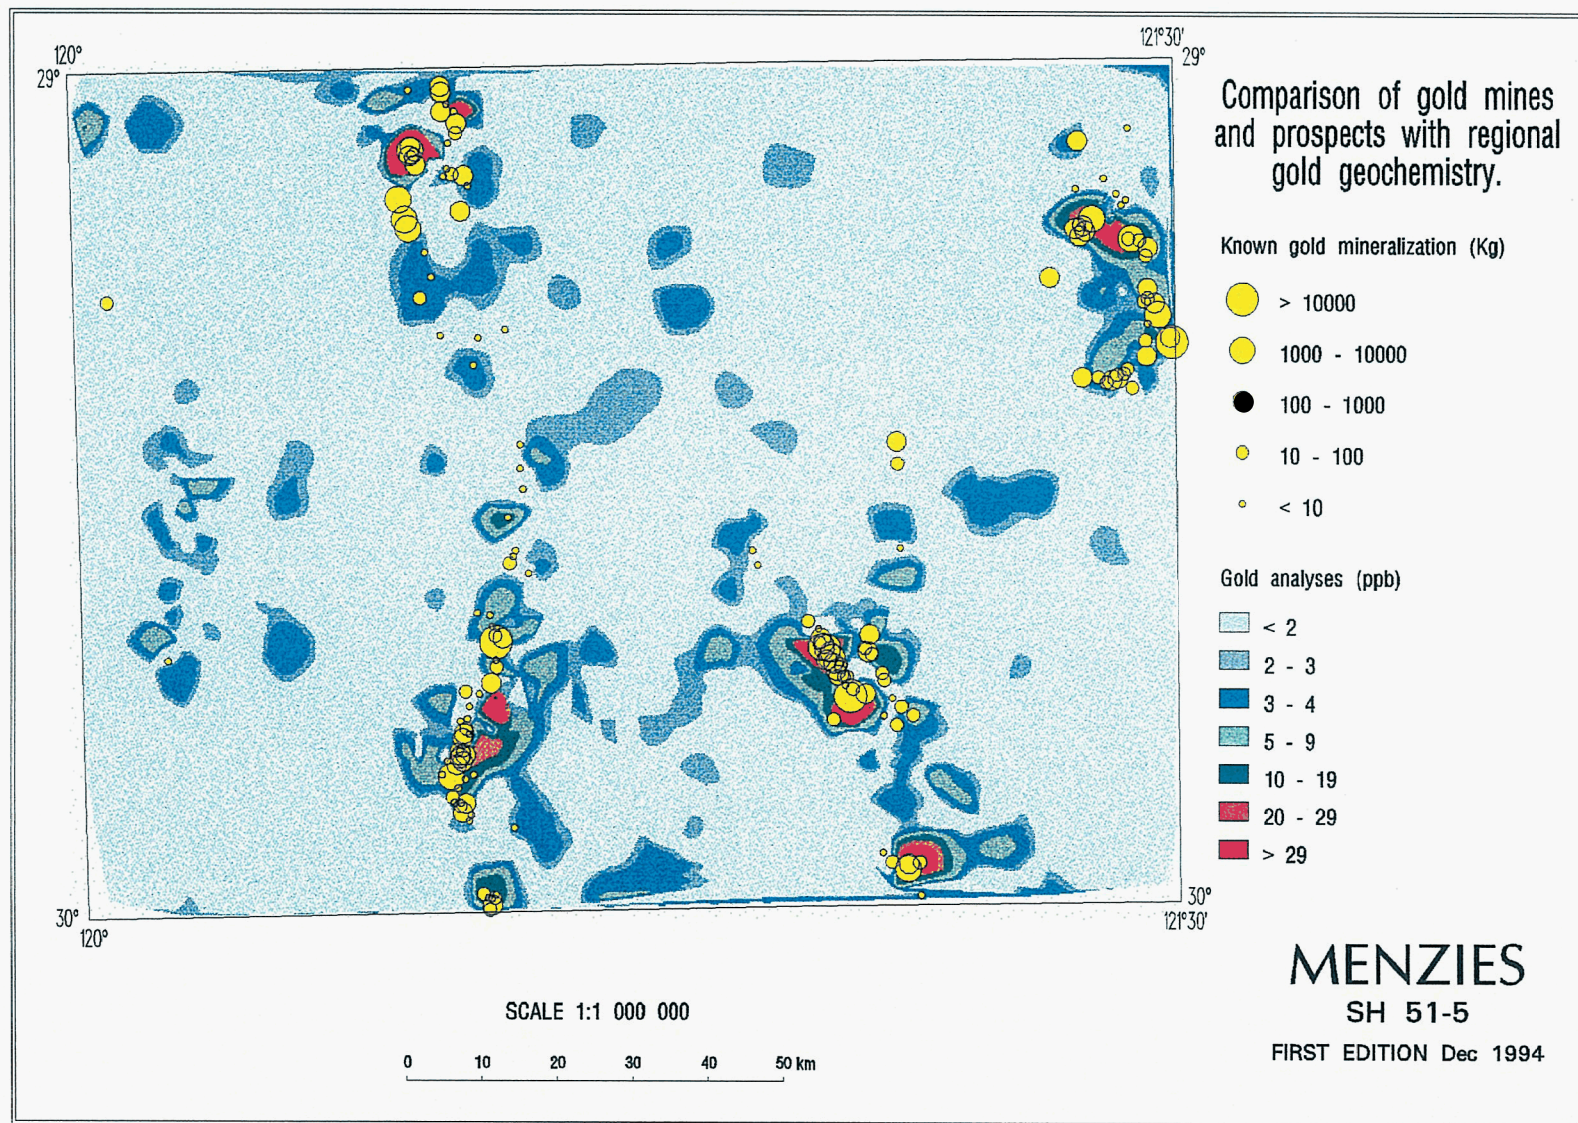 120°
29°
121°30'
29°
Comparison of gold mines
and prospects with regional
gold geochemistry.
Known gold mineralization (Kg)
> 10000
1000 - 10000
100 - 1000
10 - 100
< 10
Gold analyses (ppb)
< 2
2 - 3
3 - 4
5 - 9
10 - 19
20 - 29
> 29
30°
120°
30°
121°30'
MENZIES
SH 51-5
FIRST EDITION Dec 1994
SCALE 1:1 000 000
0 10 20 30 40 50 km